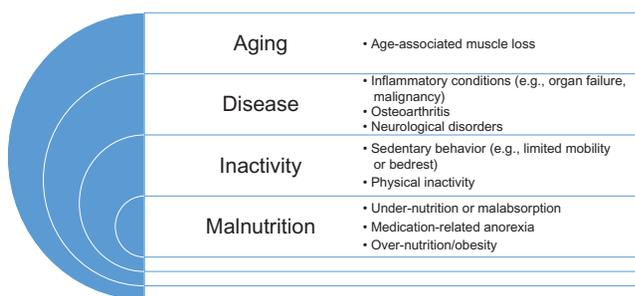 Aging
• Age-associated muscle loss
Disease
• Inflammatory conditions (e.g., organ failure,
malignancy)
• Osteoarthritis
• Neurological disorders
Inactivity
• Sedentary behavior (e.g., limited mobility
or bedrest)
• Physical inactivity
Malnutrition
• Under-nutrition or malabsorption
• Medication-related anorexia
• Over-nutrition/obesity